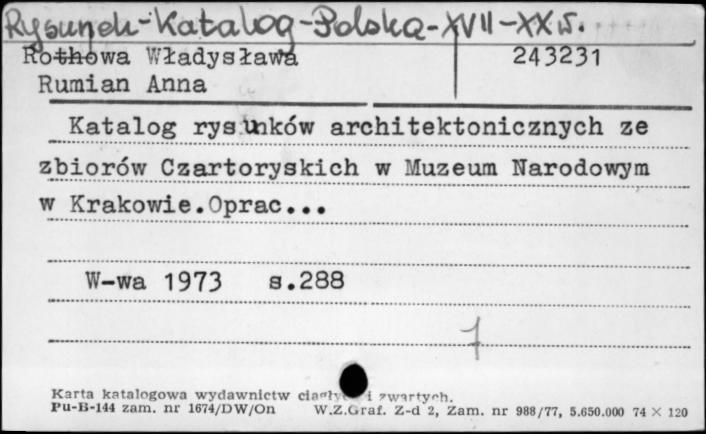 Rysunek-Katalog-Polska-XVII-XX w.
Rothowa Władysława 243231
Rumian Anna
Katalog rysunków architektonicznych ze
zbiorów Czartoryskich w Muzeum Narodowym
w Krakowie.Oprac...
W-wa 1973 s.288
Karta katalogowa wydawnictw i zwartych.
Pu-B-144 zam. nr 1674/DW/On W.Z.Graf. Z-d 2, Zam. nr 988/77, 5.650.000 74 × 120